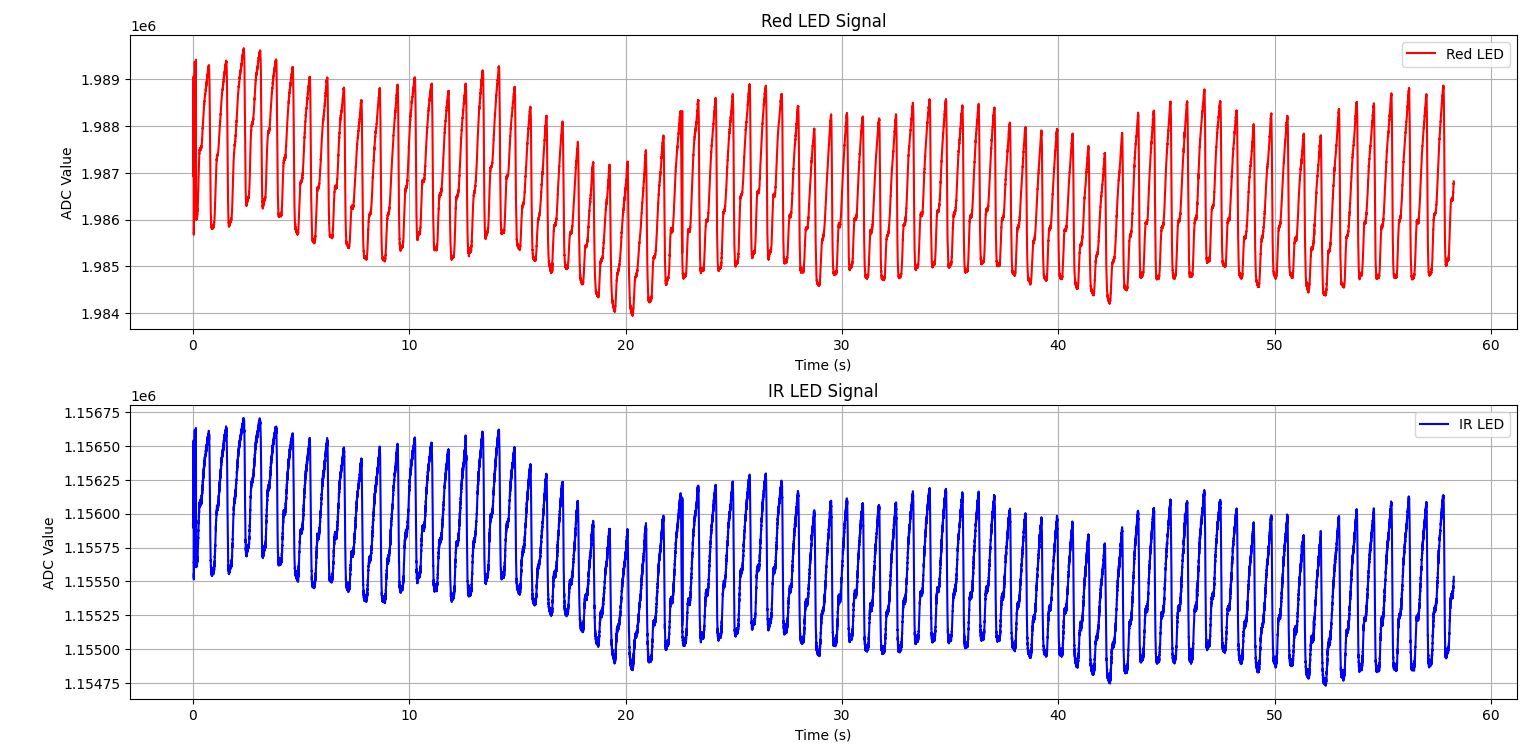 Red LED Signal
1e6
Red LED
1.989
1.988
1.987
1.986
1.985
1.984
ADC Value
0 10 20 30 40 50 60
Time (s)
IR LED Signal
1e6
IR LED
1.15675
1.15650
1.15625
1.15600
1.15575
1.15550
1.15525
1.15500
1.15475
ADC Value
0 10 20 30 40 50 60
Time (s)